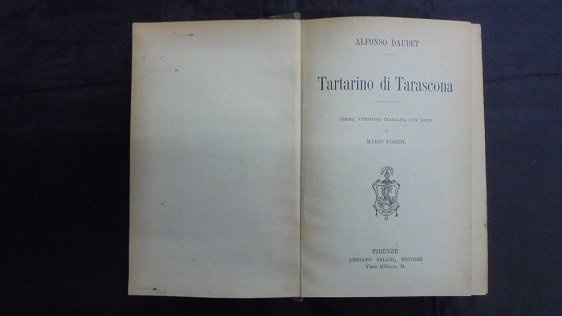 ALFONSO DAUDET
Tartarino di Tarascona
PRIMA VERSIONE ITALIANA CON NOTE
DI
MARIO FORESI.
FIRENZE
ADRIANO SALANI, EDITORE
Viale Militare, 24.